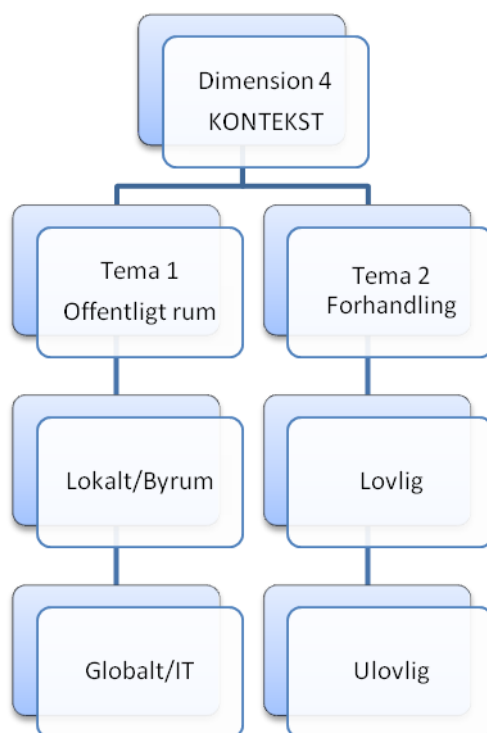 Dimension 4
KONTEKST
Tema 1
Offentligt rum
Tema 2
Forhandling
Lokalt/Byrum
Lovlig
Globalt/IT
Ulovlig